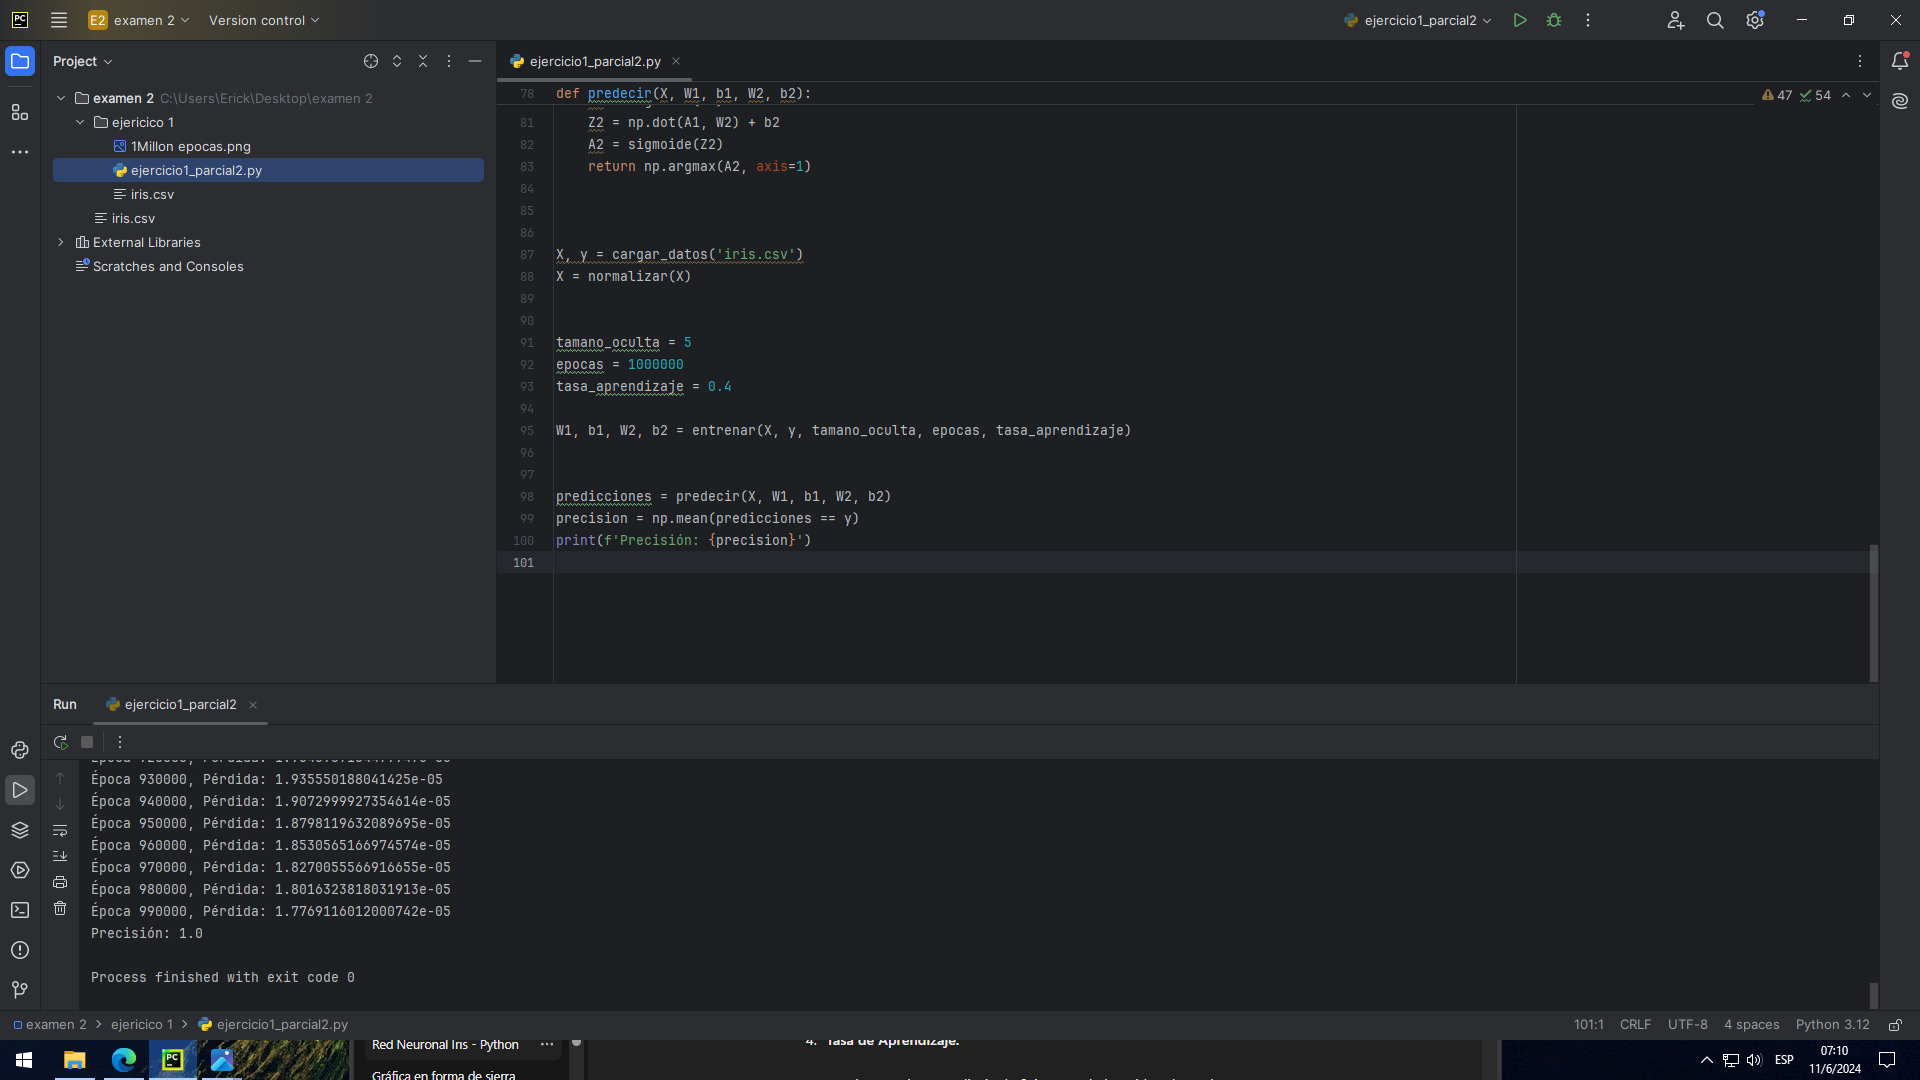 PC
E2 examen 2
Version control
ejercicio1_parcial2
Project
ejercicio1_parcial2.py
examen 2 C:\Users\Erick\Desktop\examen 2
ejericico 1
1Millon epocas.png
ejercicio1_parcial2.py
iris.csv
iris.csv
External Libraries
Scratches and Consoles
47 54
78 def predecir(X, W1, b1, W2, b2):
81 Z2 = np.dot(A1, W2) + b2
82 A2 = sigmoide(Z2)
83 return np.argmax(A2, axis=1)
84
85
86
87 X, y = cargar_datos('iris.csv')
88 X = normalizar(X)
89
90
91 tamano_oculta = 5
92 epocas = 1000000
93 tasa_aprendizaje = 0.4
94
95 W1, b1, W2, b2 = entrenar(X, y, tamano_oculta, epocas, tasa_aprendizaje)
96
97
98 predicciones = predecir(X, W1, b1, W2, b2)
99 precision = np.mean(predicciones == y)
100 print(f'Precisión: {precision}')
101
Run
ejercicio1_parcial2
Época 930000, Pérdida: 1.935550188041425e-05
Época 940000, Pérdida: 1.9072999927354614e-05
Época 950000, Pérdida: 1.8798119632089695e-05
Época 960000, Pérdida: 1.8530565166974574e-05
Época 970000, Pérdida: 1.8270055566916655e-05
Época 980000, Pérdida: 1.8016323818031913e-05
Época 990000, Pérdida: 1.7769116012000742e-05
Precisión: 1.0
Process finished with exit code 0
examen 2 > ejericico 1 > ejercicio1_parcial2.py
101:1 CRLF UTF-8 4 spaces Python 3.12
PC
Red Neuronal Iris - Python
Gráfica en forma de sierra
4. Tasa de Aprendizaje.
ESP
07:10
11/6/2024